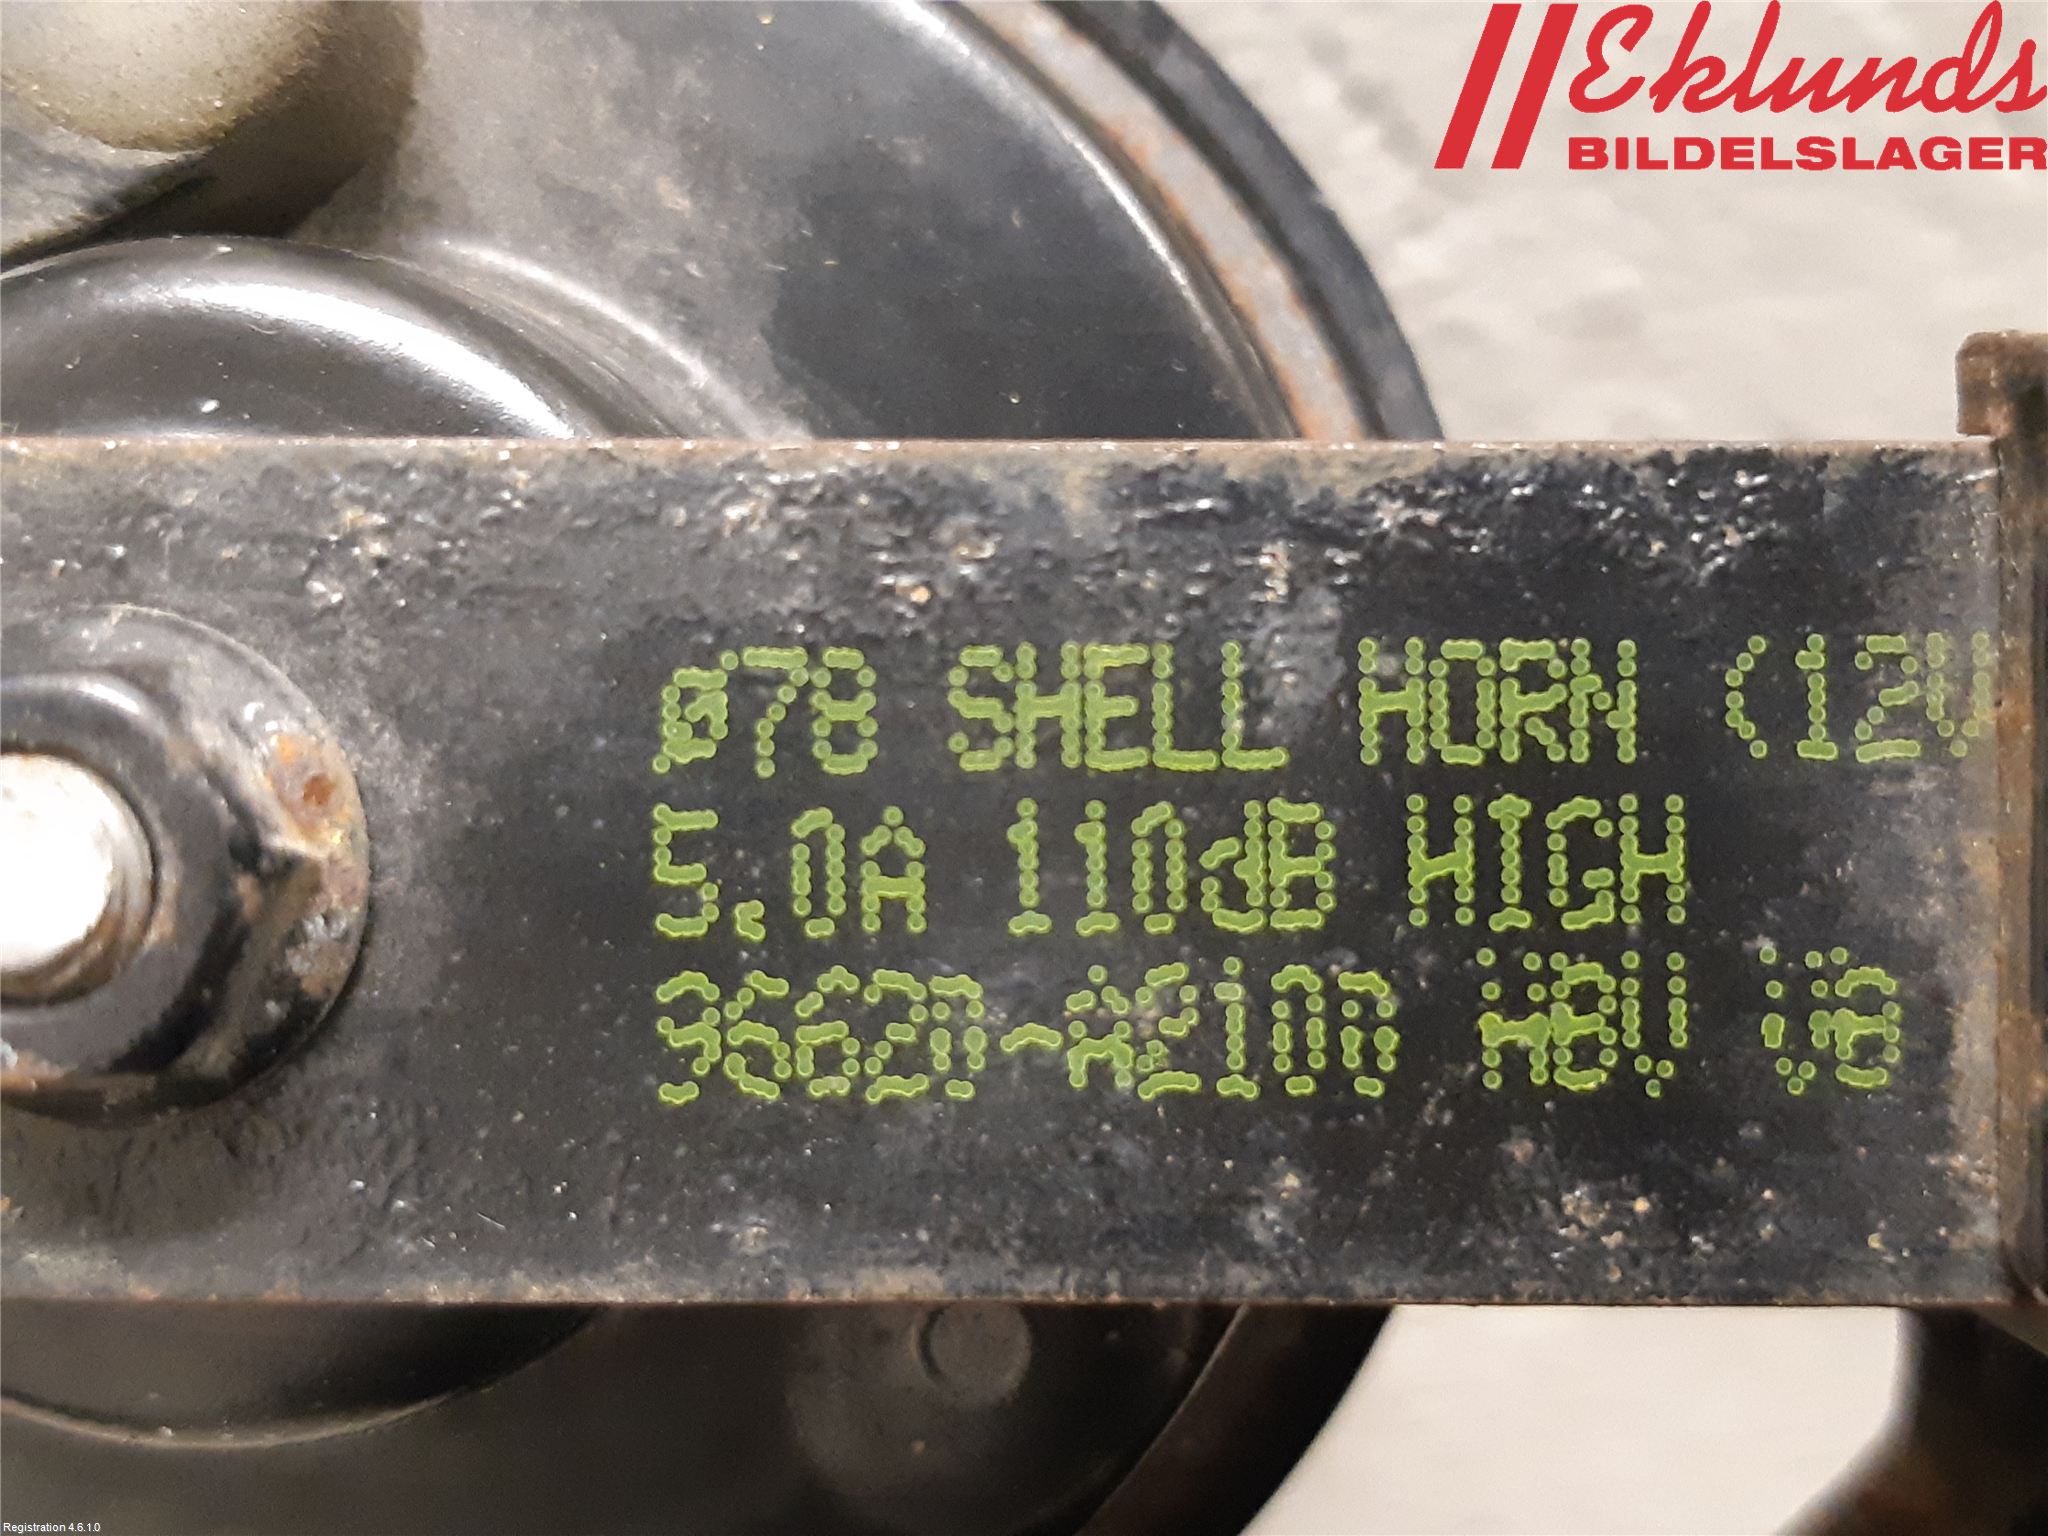 Eklunds
BILDELSLAGER
Ø78 SHELL HORN (12V
5.0A 110dB HIGH
96620-A2100
Registration 4.6.1.0